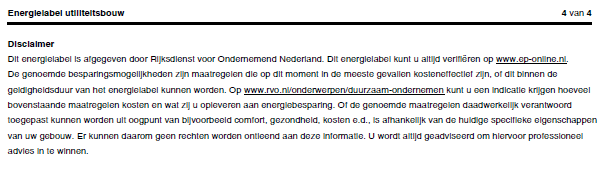 Energielabel utiliteitsbouw 4 van 4
Disclaimer
Dit energielabel is afgegeven door Rijksdienst voor Ondernemend Nederland. Dit energielabel kunt u altijd verifiëren op www.ep-online.nl.
De genoemde besparingsmogelijkheden zijn maatregelen die op dit moment in de meeste gevallen kosteneffectief zijn, of dit binnen de
geldigheidsduur van het energielabel kunnen worden. Op www.rvo.nl/onderwerpen/duurzaam-ondernemen kunt u een indicatie krijgen hoeveel
bovenstaande maatregelen kosten en wat zij u opleveren aan energiebesparing. Of de genoemde maatregelen daadwerkelijk verantwoord
toegepast kunnen worden uit oogpunt van bijvoorbeeld comfort, gezondheid, kosten e.d., is afhankelijk van de huidige specifieke eigenschappen
van uw gebouw. Er kunnen daarom geen rechten worden ontleend aan deze informatie. U wordt altijd geadviseerd om hiervoor professioneel
advies in te winnen.